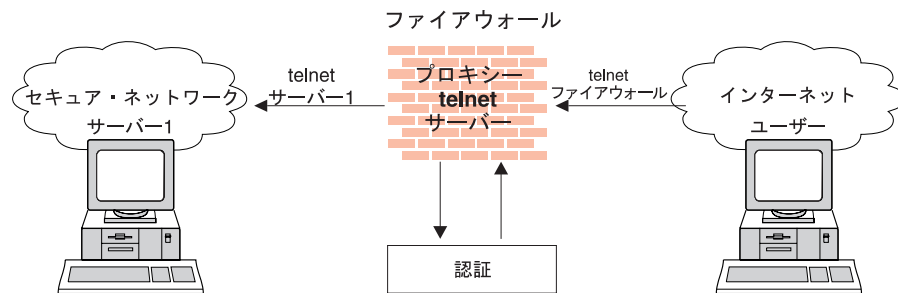 ファイアウォール
セキュア・ネットワーク
サーバー1
telnet
サーバー1
プロキシー
telnet
サーバー
telnet
ファイアウォール
インターネット
ユーザー
認証